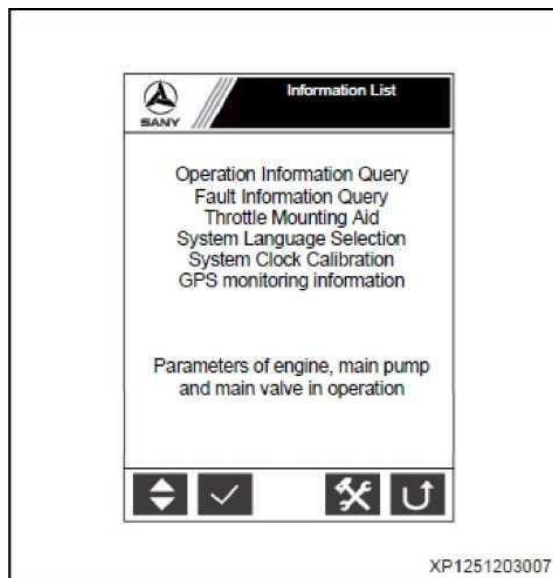 Information List
SANY
Operation Information Query
Fault Information Query
Throttle Mounting Aid
System Language Selection
System Clock Calibration
GPS monitoring information
Parameters of engine, main pump
and main valve in operation
XP1251203007